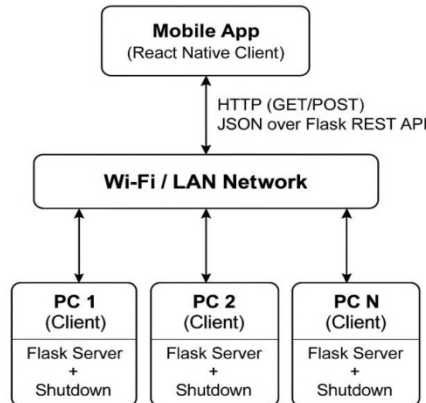 Mobile App
(React Native Client)
HTTP (GET/POST)
JSON over Flask REST API
Wi-Fi / LAN Network
PC 1
(Client)
Flask Server
+
Shutdown
PC 2
(Client)
Flask Server
+
Shutdown
PC N
(Client)
Flask Server
+
Shutdown